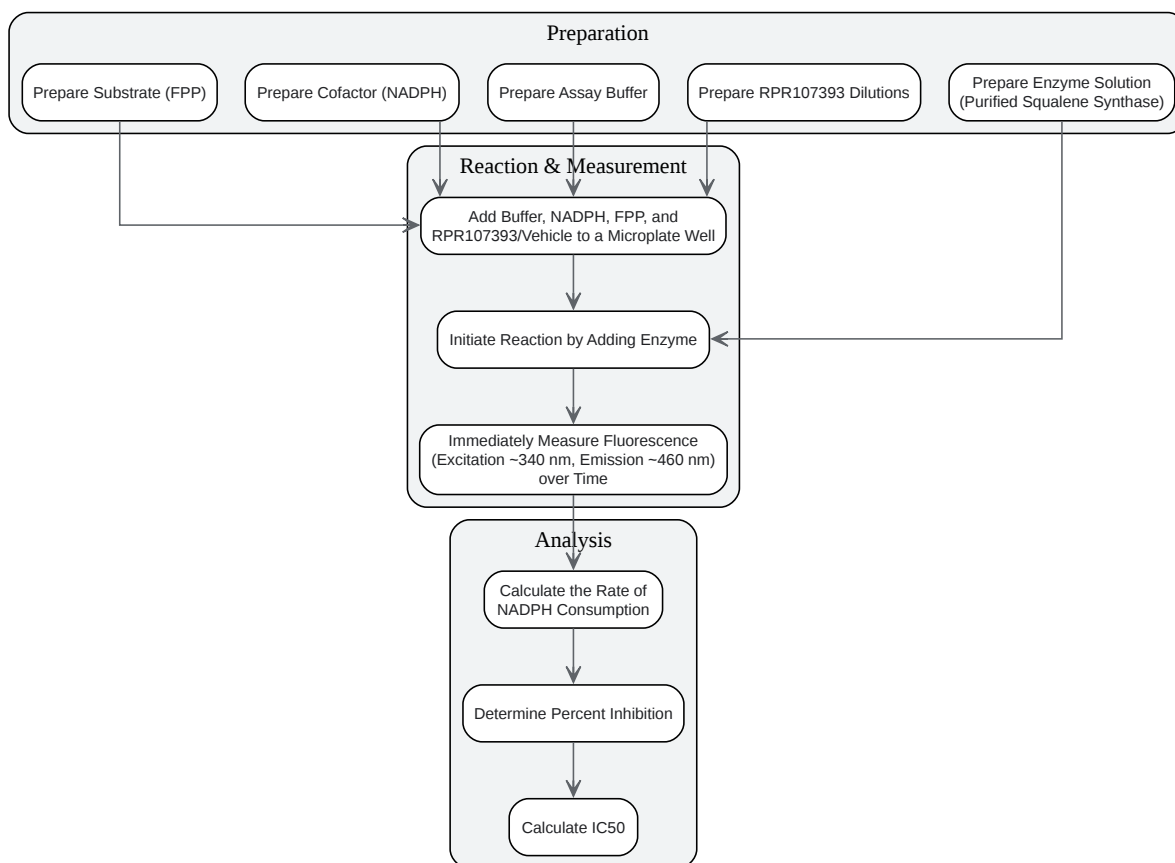 Preparation
Prepare Substrate (FPP)
Prepare Cofactor (NADPH)
Prepare Assay Buffer
Prepare RPR107393 Dilutions
Prepare Enzyme Solution
(Purified Squalene Synthase)
Reaction & Measurement
Add Buffer, NADPH, FPP, and
RPR107393/Vehicle to a Microplate Well
Initiate Reaction by Adding Enzyme
Immediately Measure Fluorescence
(Excitation ~340 nm, Emission ~460 nm)
over Time
Analysis
Calculate the Rate of
NADPH Consumption
Determine Percent Inhibition
Calculate IC50